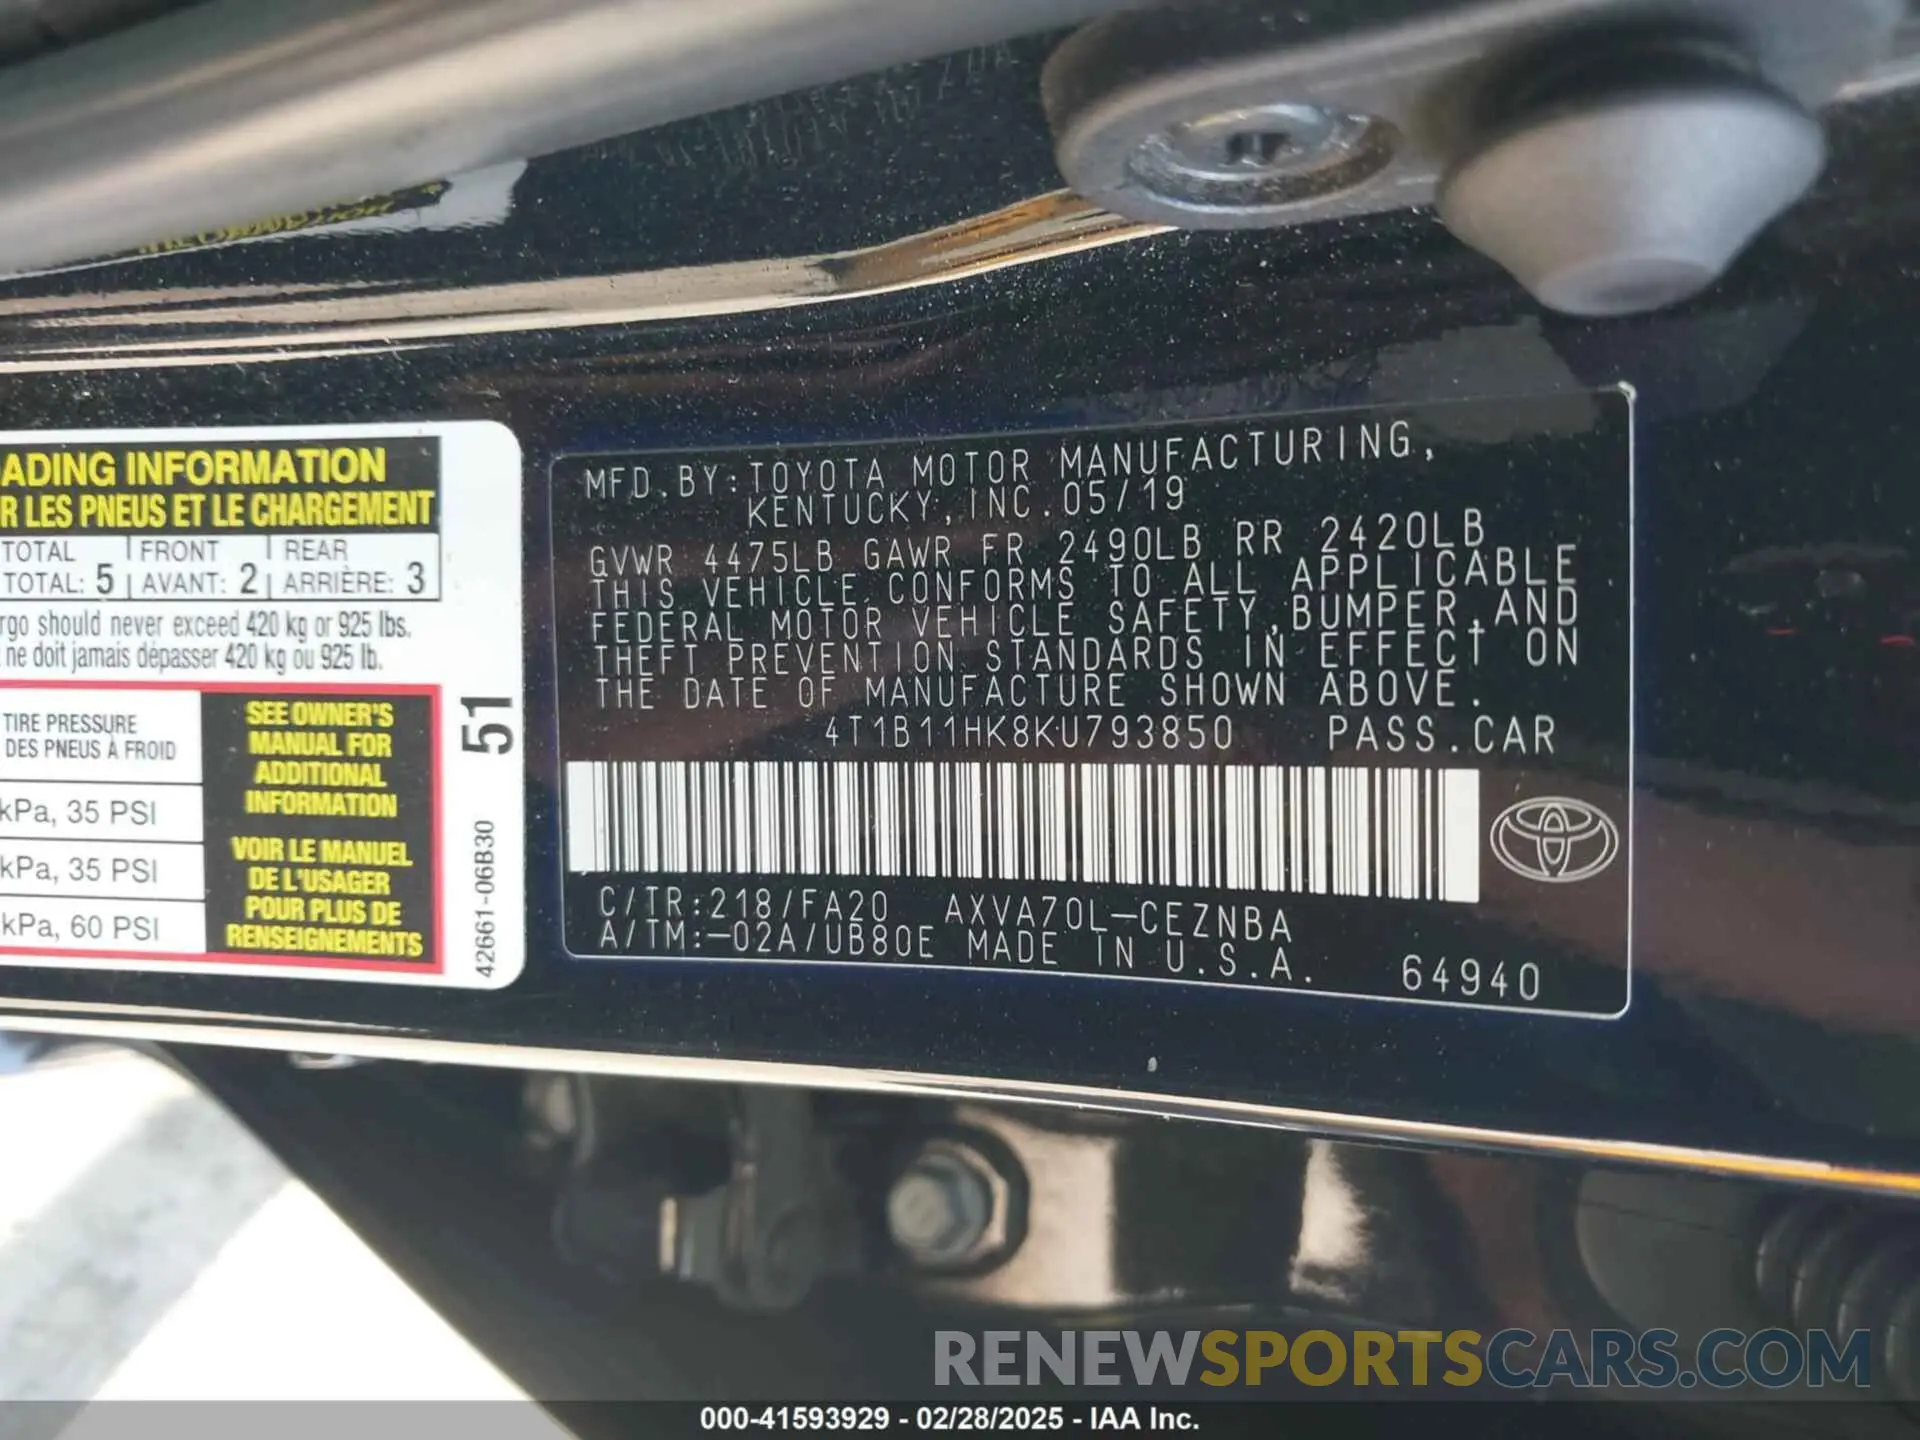 ADING INFORMATION
R LES PNEUS ET LE CHARGEMENT
TOTAL FRONT REAR
TOTAL: 5 AVANT: 2 ARRIÈRE: 3
rgo should never exceed 420 kg or 925 lbs.
ne doit jamais dépasser 420 kg ou 925 lb.
TIRE PRESSURE
DES PNEUS À FROID
kPa, 35 PSI
kPa, 35 PSI
kPa, 60 PSI
SEE OWNER'S
MANUAL FOR
ADDITIONAL
INFORMATION
VOIR LE MANUEL
DE L'USAGER
POUR PLUS DE
RENSEIGNEMENTS
51
42661-06B30
MFD. BY: TOYOTA MOTOR MANUFACTURING,
KENTUCKY, INC. 05/19
GVWR 4475LB GAWR FR 2490LB RR 2420LB
THIS VEHICLE CONFORMS TO ALL APPLICABLE
FEDERAL MOTOR VEHICLE SAFETY, BUMPER, AND
THEFT PREVENTION STANDARDS IN EFFECT ON
THE DATE OF MANUFACTURE SHOWN ABOVE.
4T1B11HK8KU793850 PASS.CAR
C/TR:218/FA20 AXVA70L-CEZNBA
A/TM:-02A/UB80E MADE IN U.S.A. 64940
RENEWSPORTSCARS.COM
000-41593929 - 02/28/2025 - IAA Inc.